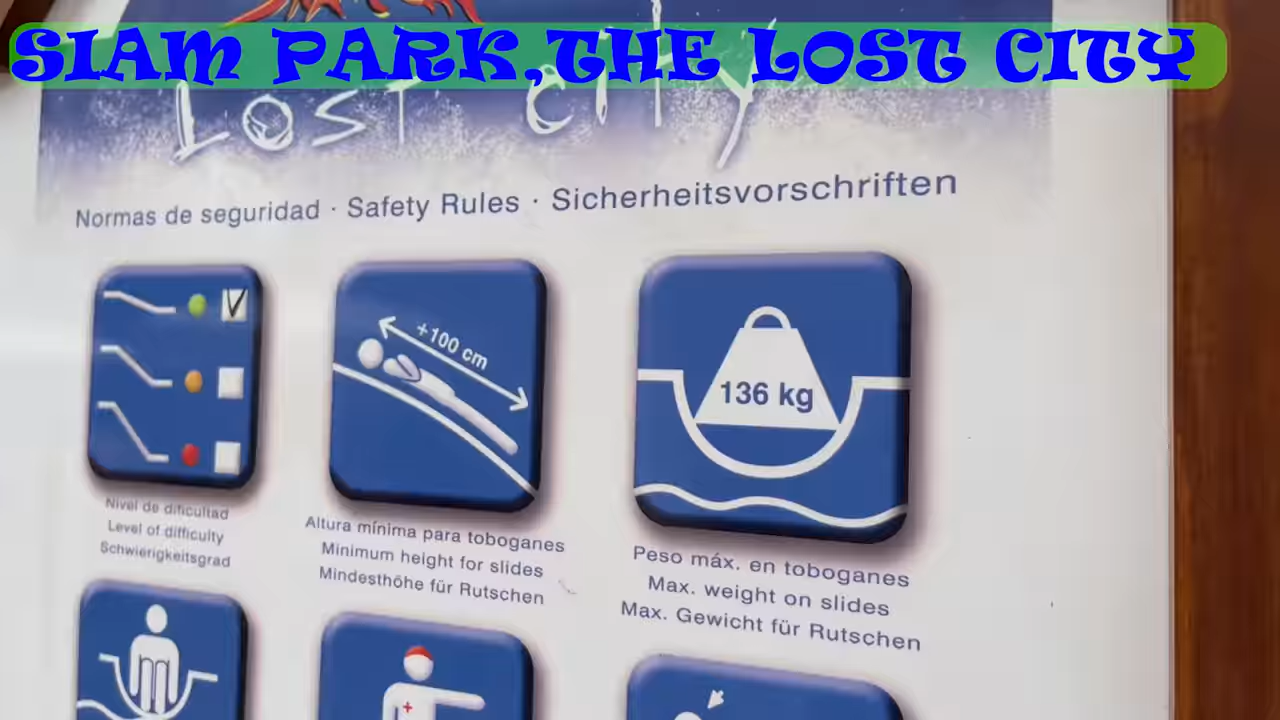 SIAM PARK,THE LOST CITY
Lost city
Normas de seguridad · Safety Rules · Sicherheitsvorschriften
+100 cm
136 kg
Nivel de dificultad
Level of difficulty
Schwierigkeitsgrad
Altura mínima para toboganes
Minimum height for slides
Mindesthöhe für Rutschen
Peso máx. en toboganes
Max. weight on slides
Max. Gewicht für Rutschen